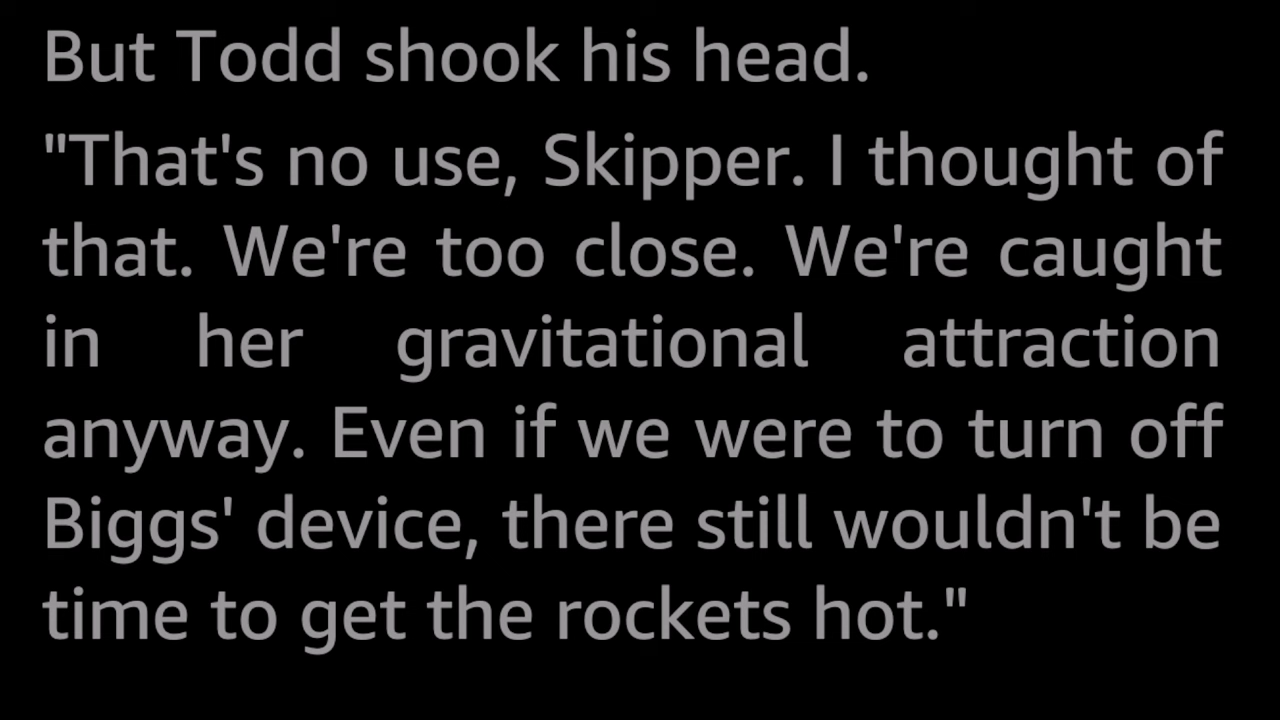 But Todd shook his head.
"That's no use, Skipper. I thought of
that. We're too close. We're caught
in her gravitational attraction
anyway. Even if we were to turn off
Biggs' device, there still wouldn't be
time to get the rockets hot."